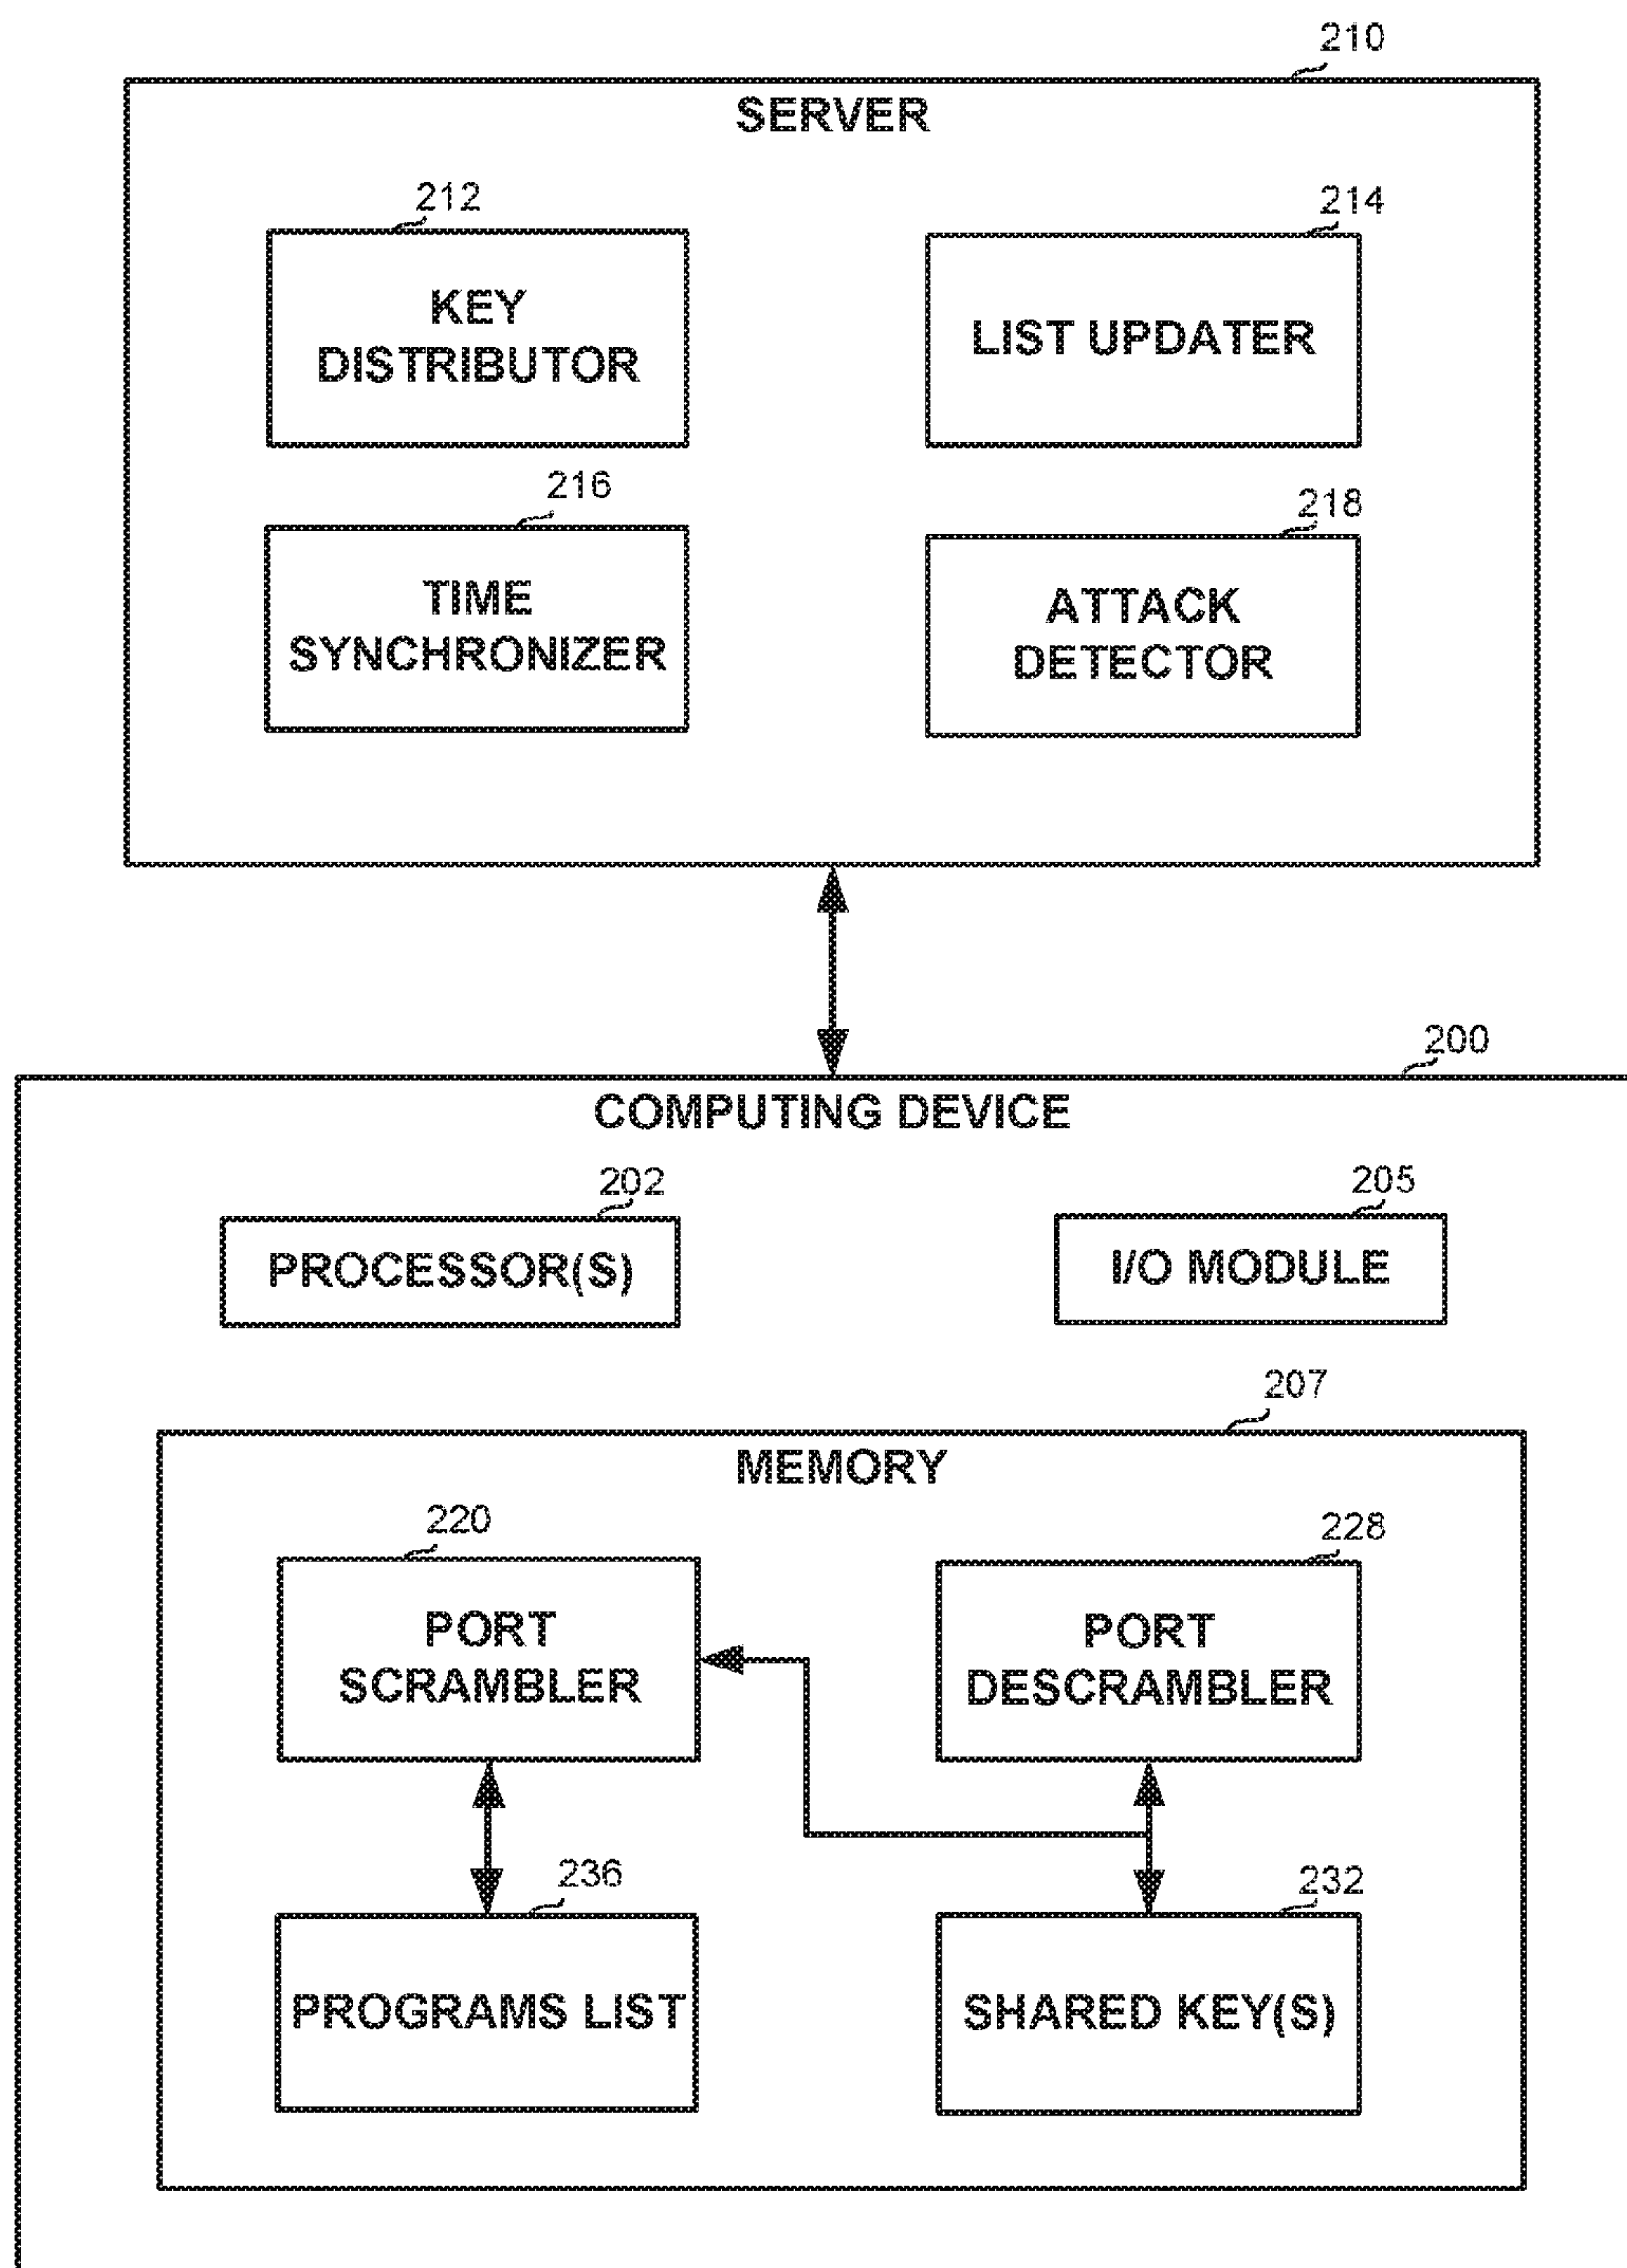 210
SERVER
212
214
KEY
DISTRIBUTOR
LIST UPDATER
216
218
TIME
SYNCHRONIZER
ATTACK
DETECTOR
200
COMPUTING DEVICE
202
205
PROCESSOR(S)
I/O MODULE
207
MEMORY
220
228
PORT
SCRAMBLER
PORT
DESCRAMBLER
236
232
PROGRAMS LIST
SHARED KEY(S)